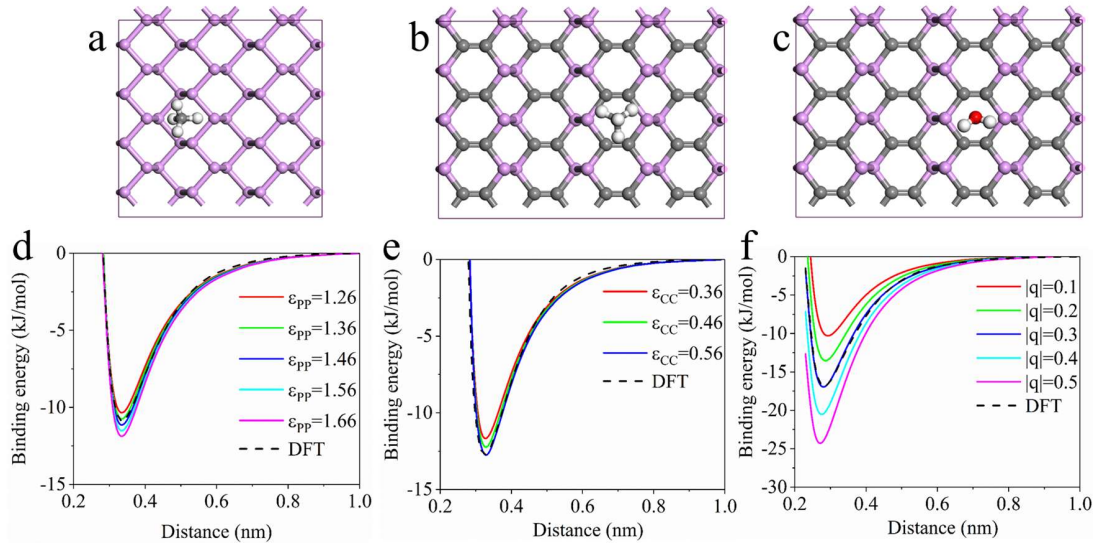 a
b
c
d
0
-5
-10
-15
0.2
0.4
0.6
0.8
1.0
Binding energy (kJ/mol)
Distance (nm)
ε_PP=1.26
ε_PP=1.36
ε_PP=1.46
ε_PP=1.56
ε_PP=1.66
DFT
e
0
-5
-10
-15
0.2
0.4
0.6
0.8
1.0
Binding energy (kJ/mol)
Distance (nm)
ε_CC=0.36
ε_CC=0.46
ε_CC=0.56
DFT
f
0
-5
-10
-15
-20
-25
-30
0.2
0.4
0.6
0.8
1.0
Binding energy (kJ/mol)
Distance (nm)
|q|=0.1
|q|=0.2
|q|=0.3
|q|=0.4
|q|=0.5
DFT